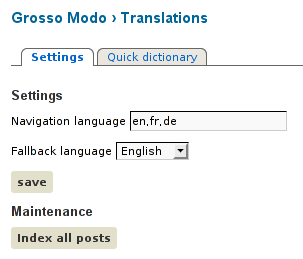 Grosso Modo › Translations
Settings Quick dictionary
Settings
Navigation language en,fr,de
Fallback language English
save
Maintenance
Index all posts